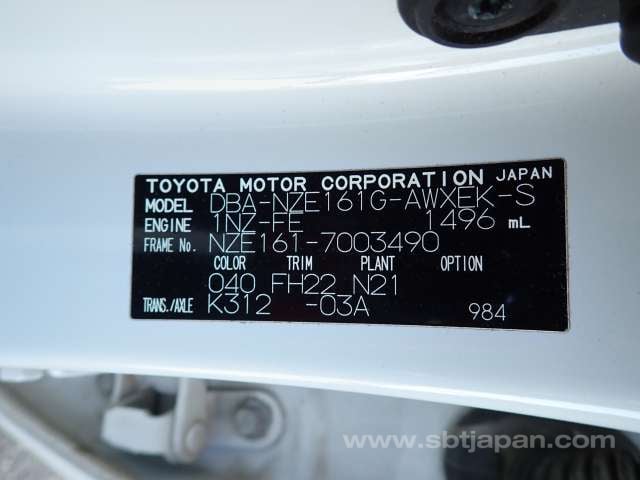 TOYOTA MOTOR CORPORATION JAPAN
MODEL DBA-NZE161G-AWXEK-S
ENGINE 1NZ-FE 1496 mL
FRAME No. NZE161-7003490
COLOR TRIM PLANT OPTION
040 FH22 N21
TRANS./AXLE K312 -03A 984
www.sbtjapan.com